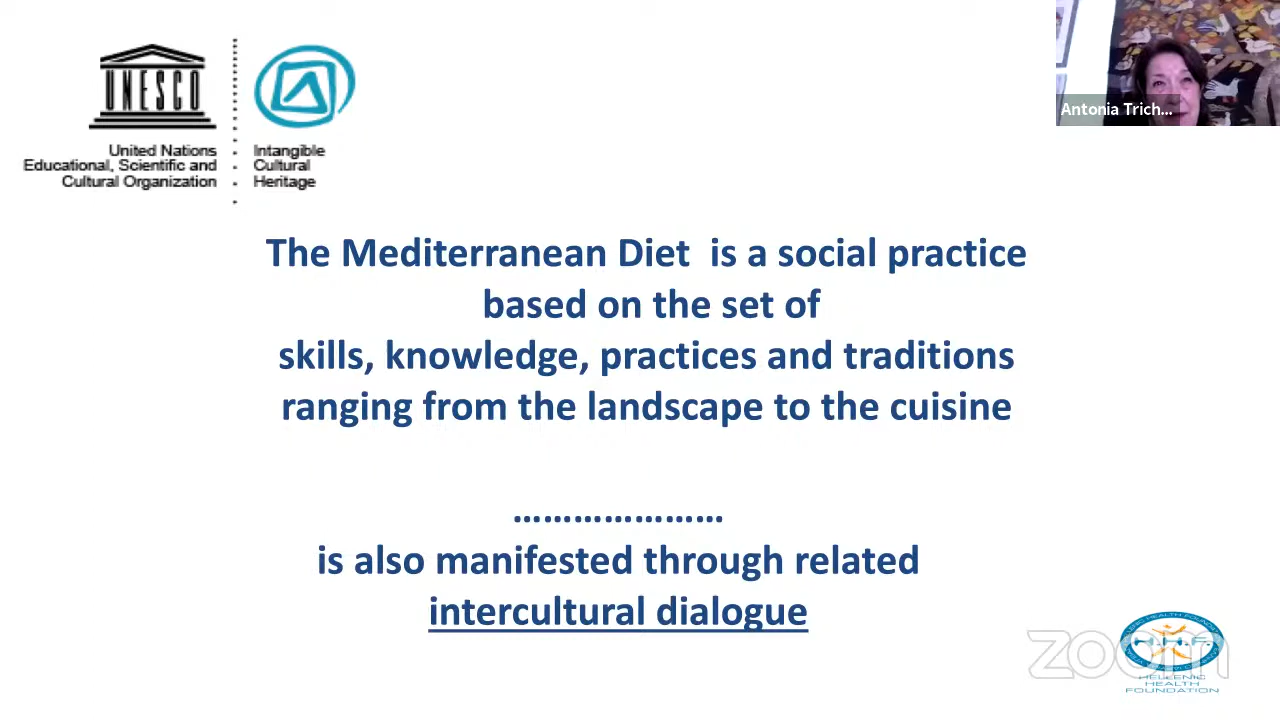 UNESCO
United Nations
Educational, Scientific and
Cultural Organization
Intangible
Cultural
Heritage
Antonia Trich...
The Mediterranean Diet is a social practice
based on the set of
skills, knowledge, practices and traditions
ranging from the landscape to the cuisine
…………………
is also manifested through related
intercultural dialogue
zoom
H.H.F.
HELLENIC
HEALTH
FOUNDATION